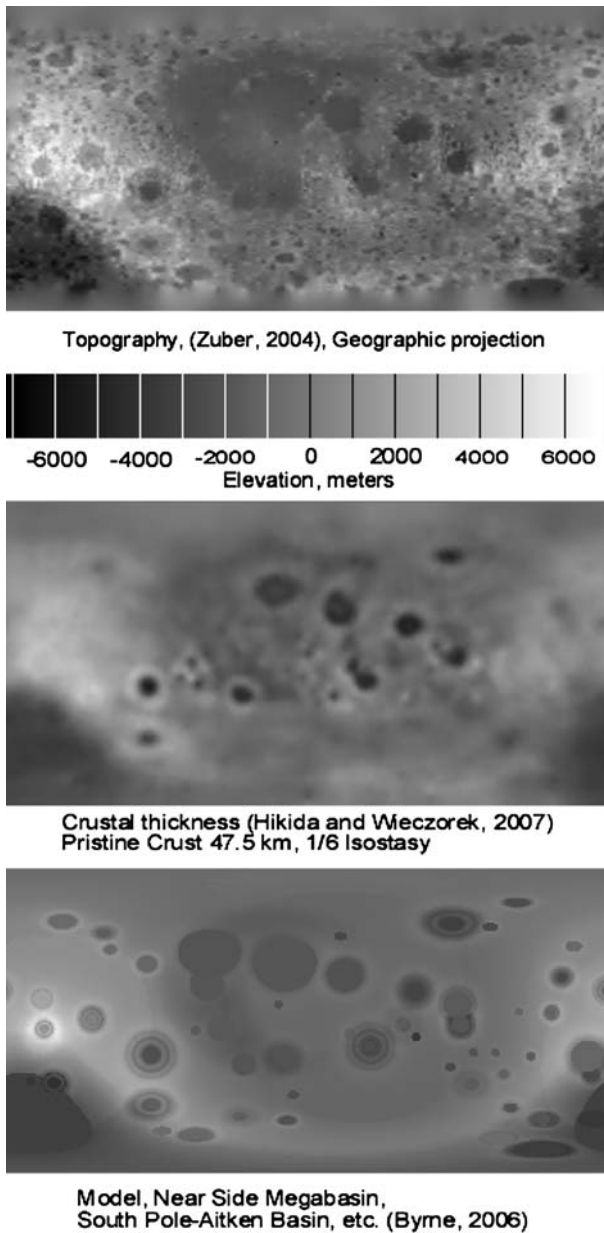 Topography, (Zuber, 2004), Geographic projection
-6000 -4000 -2000 0 2000 4000 6000
Elevation, meters
Crustal thickness (Hikida and Wieczorek, 2007)
Pristine Crust 47.5 km, 1/6 Isostasy
Model, Near Side Megabasin,
South Pole-Aitken Basin, etc. (Byrne, 2006)